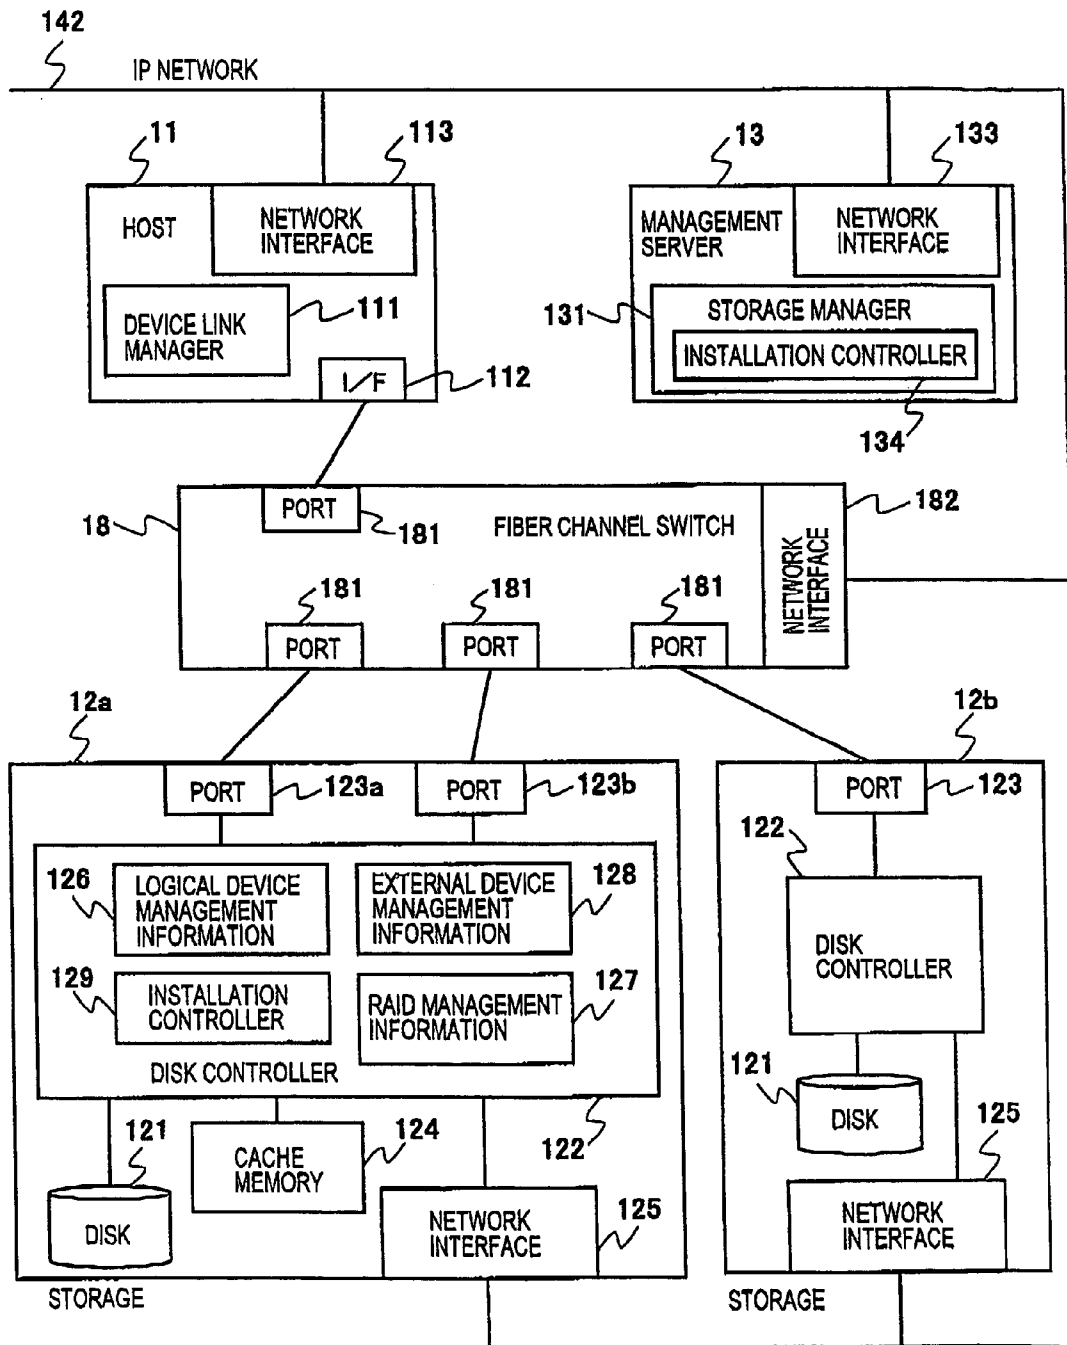 142
IP NETWORK
11
113
13
133
HOST
NETWORK
INTERFACE
MANAGEMENT
SERVER
NETWORK
INTERFACE
DEVICE LINK
MANAGER
111
131
STORAGE MANAGER
INSTALLATION CONTROLLER
I/F
112
134
18
PORT
181
FIBER CHANNEL SWITCH
182
NETWORK
INTERFACE
181
181
181
PORT
PORT
PORT
12a
12b
PORT
123a
PORT
123b
PORT
123
122
126
LOGICAL DEVICE
MANAGEMENT
INFORMATION
EXTERNAL DEVICE
MANAGEMENT
INFORMATION
128
DISK
CONTROLLER
129
INSTALLATION
CONTROLLER
RAID MANAGEMENT
INFORMATION
127
DISK CONTROLLER
121
DISK
121
CACHE
MEMORY
124
122
125
DISK
NETWORK
INTERFACE
125
NETWORK
INTERFACE
STORAGE
STORAGE